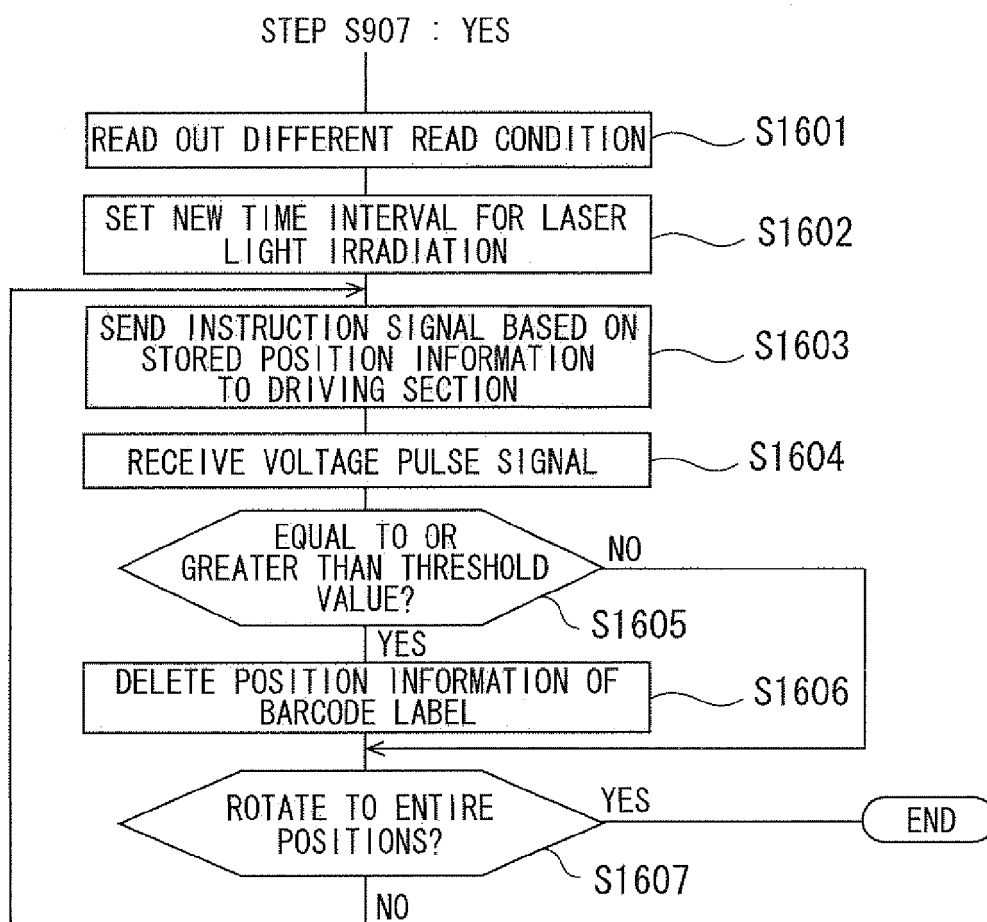 STEP S907 : YES
READ OUT DIFFERENT READ CONDITION
S1601
SET NEW TIME INTERVAL FOR LASER
LIGHT IRRADIATION
S1602
SEND INSTRUCTION SIGNAL BASED ON
STORED POSITION INFORMATION
TO DRIVING SECTION
S1603
RECEIVE VOLTAGE PULSE SIGNAL
S1604
EQUAL TO OR
GREATER THAN THRESHOLD
VALUE?
NO
S1605
YES
DELETE POSITION INFORMATION OF
BARCODE LABEL
S1606
ROTATE TO ENTIRE
POSITIONS?
YES
END
S1607
NO